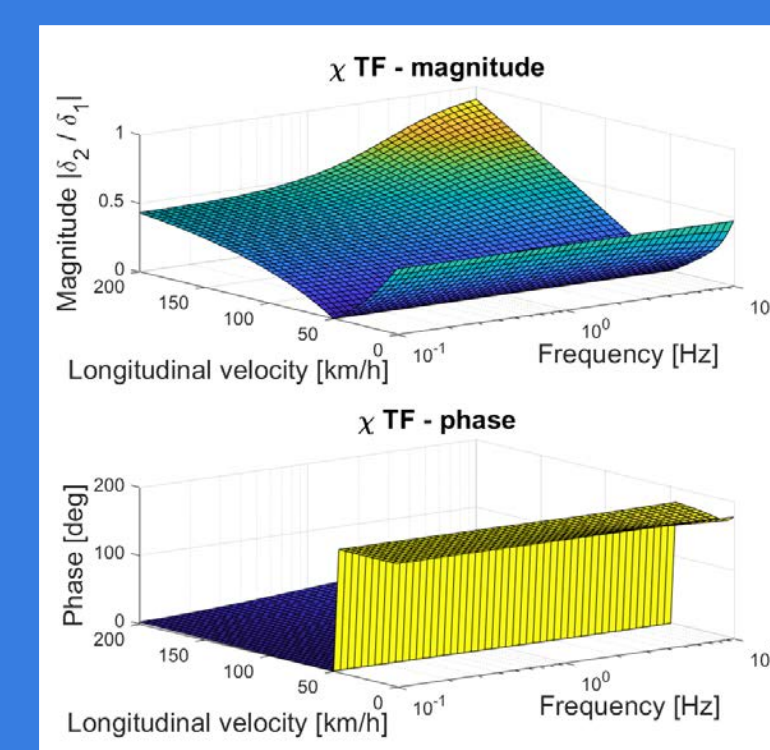 χ TF - magnitude
Magnitude |δ₂ / δ₁|
1
0.5
0
200
150
100
50
0
10⁻¹
10⁰
10
Longitudinal velocity [km/h]
Frequency [Hz]
χ TF - phase
Phase [deg]
200
100
0
200
150
100
50
0
10⁻¹
10⁰
10
Longitudinal velocity [km/h]
Frequency [Hz]